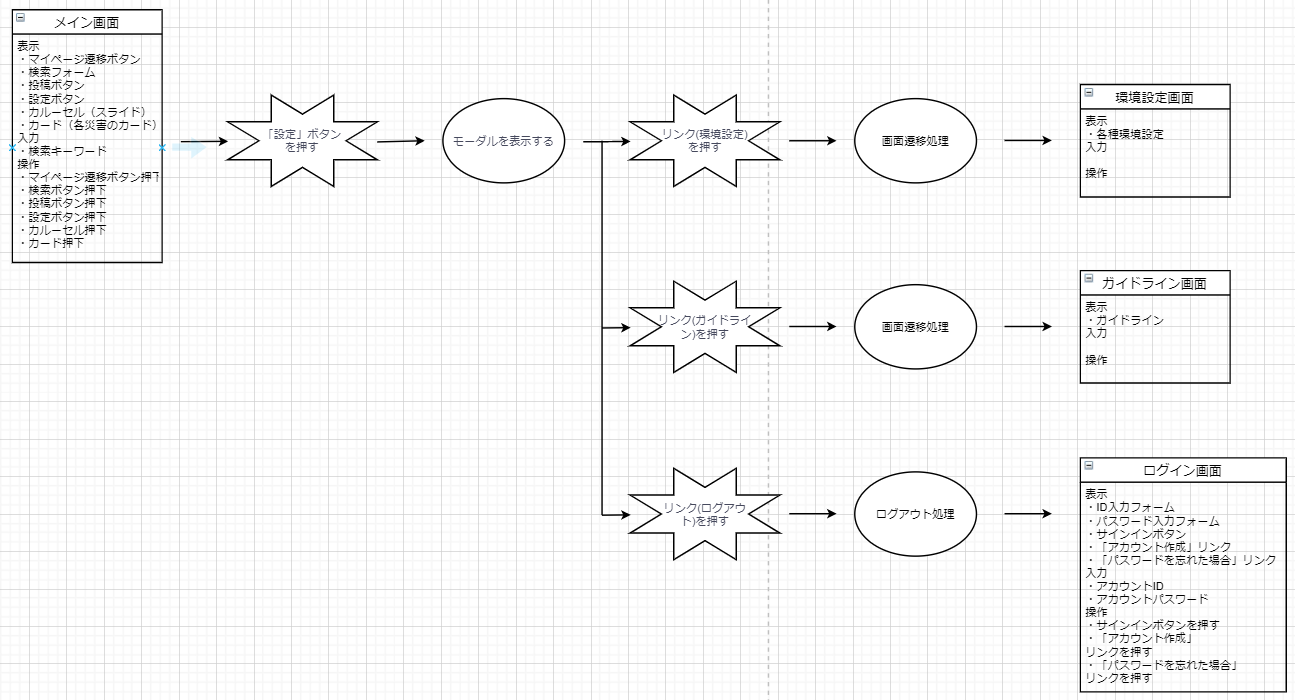 メイン画面
表示
・マイページ遷移ボタン
・検索フォーム
・投稿ボタン
・設定ボタン
・カルーセル（スライド）
・カード（各災害のカード）
入力
・検索キーワード
操作
・マイページ遷移ボタン押下
・検索ボタン押下
・投稿ボタン押下
・設定ボタン押下
・カルーセル押下
・カード押下
「設定」ボタン
を押す
モーダルを表示する
リンク(環境設定)
を押す
画面遷移処理
環境設定画面
表示
・各種環境設定
入力
操作
リンク(ガイドライ
ン)を押す
画面遷移処理
ガイドライン画面
表示
・ガイドライン
入力
操作
リンク(ログアウ
ト)を押す
ログアウト処理
ログイン画面
表示
・ID入力フォーム
・パスワード入力フォーム
・サインインボタン
・「アカウント作成」リンク
・「パスワードを忘れた場合」リンク
入力
・アカウントID
・アカウントパスワード
操作
・サインインボタンを押す
・「アカウント作成」
リンクを押す
・「パスワードを忘れた場合」
リンクを押す